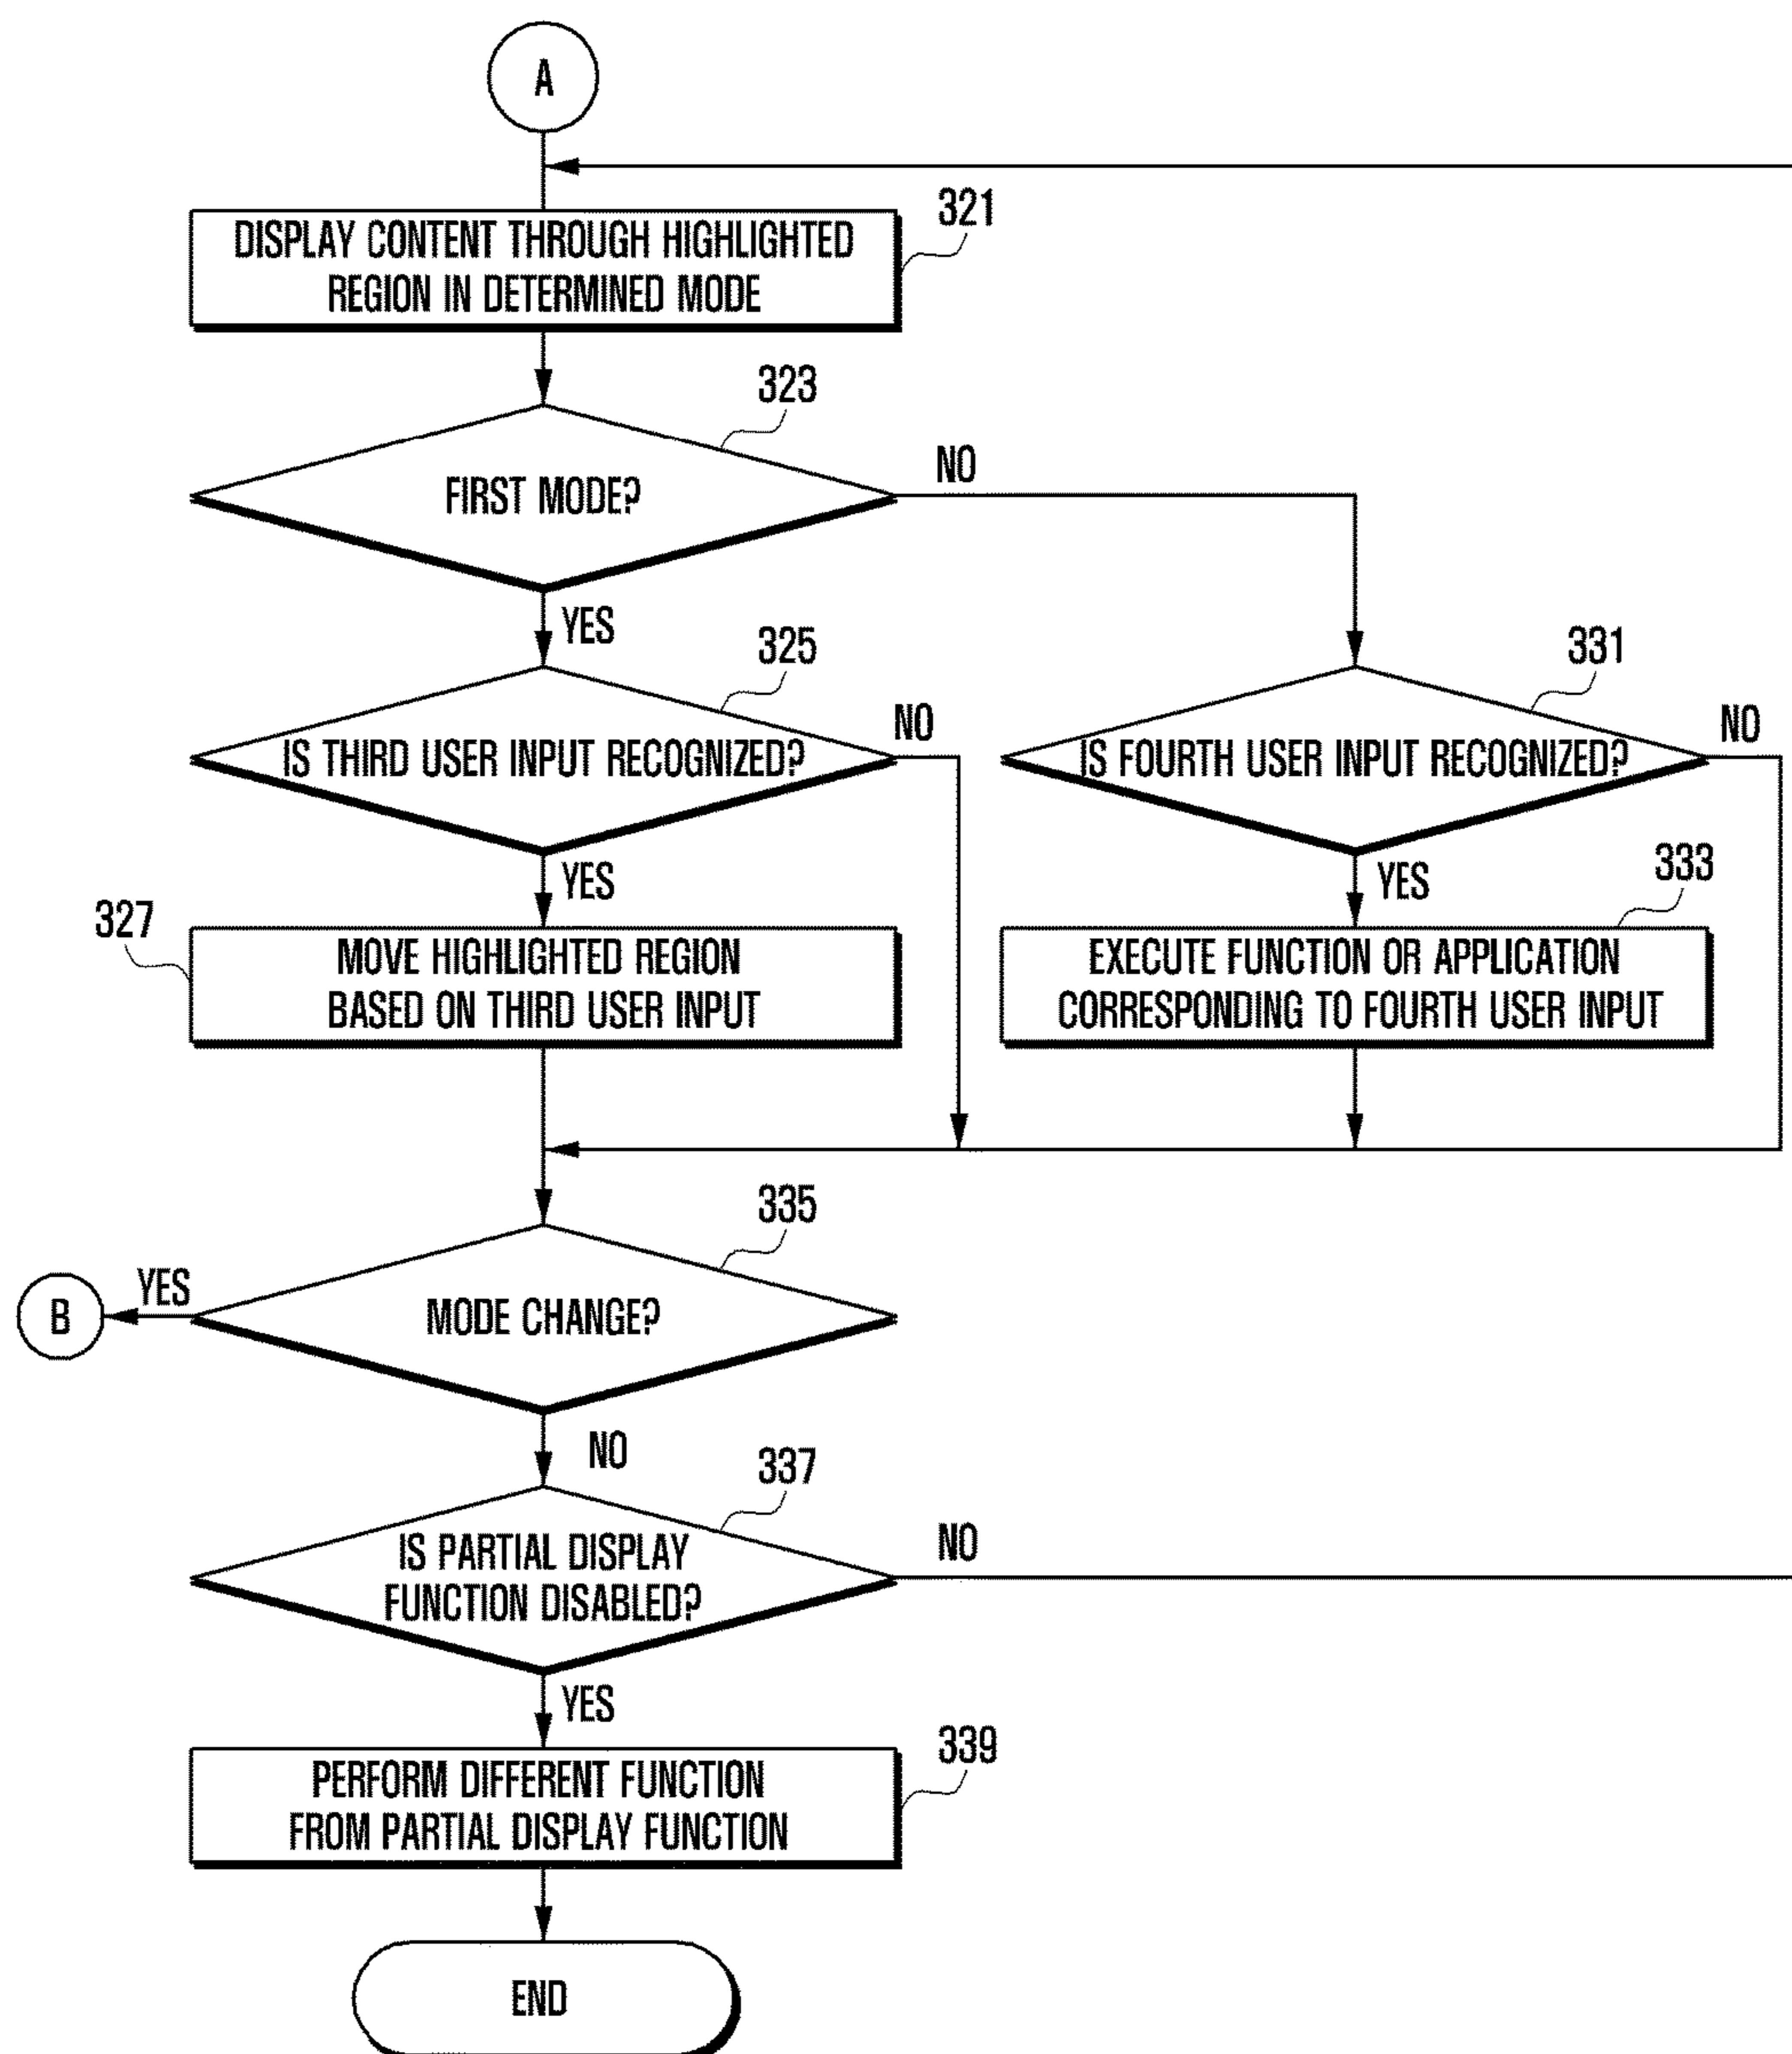 A
321
DISPLAY CONTENT THROUGH HIGHLIGHTED
REGION IN DETERMINED MODE
323
FIRST MODE?
NO
YES
325
IS THIRD USER INPUT RECOGNIZED?
NO
331
IS FOURTH USER INPUT RECOGNIZED?
NO
YES
YES
327
MOVE HIGHLIGHTED REGION
BASED ON THIRD USER INPUT
333
EXECUTE FUNCTION OR APPLICATION
CORRESPONDING TO FOURTH USER INPUT
335
MODE CHANGE?
YES
B
NO
337
IS PARTIAL DISPLAY
FUNCTION DISABLED?
NO
YES
339
PERFORM DIFFERENT FUNCTION
FROM PARTIAL DISPLAY FUNCTION
END